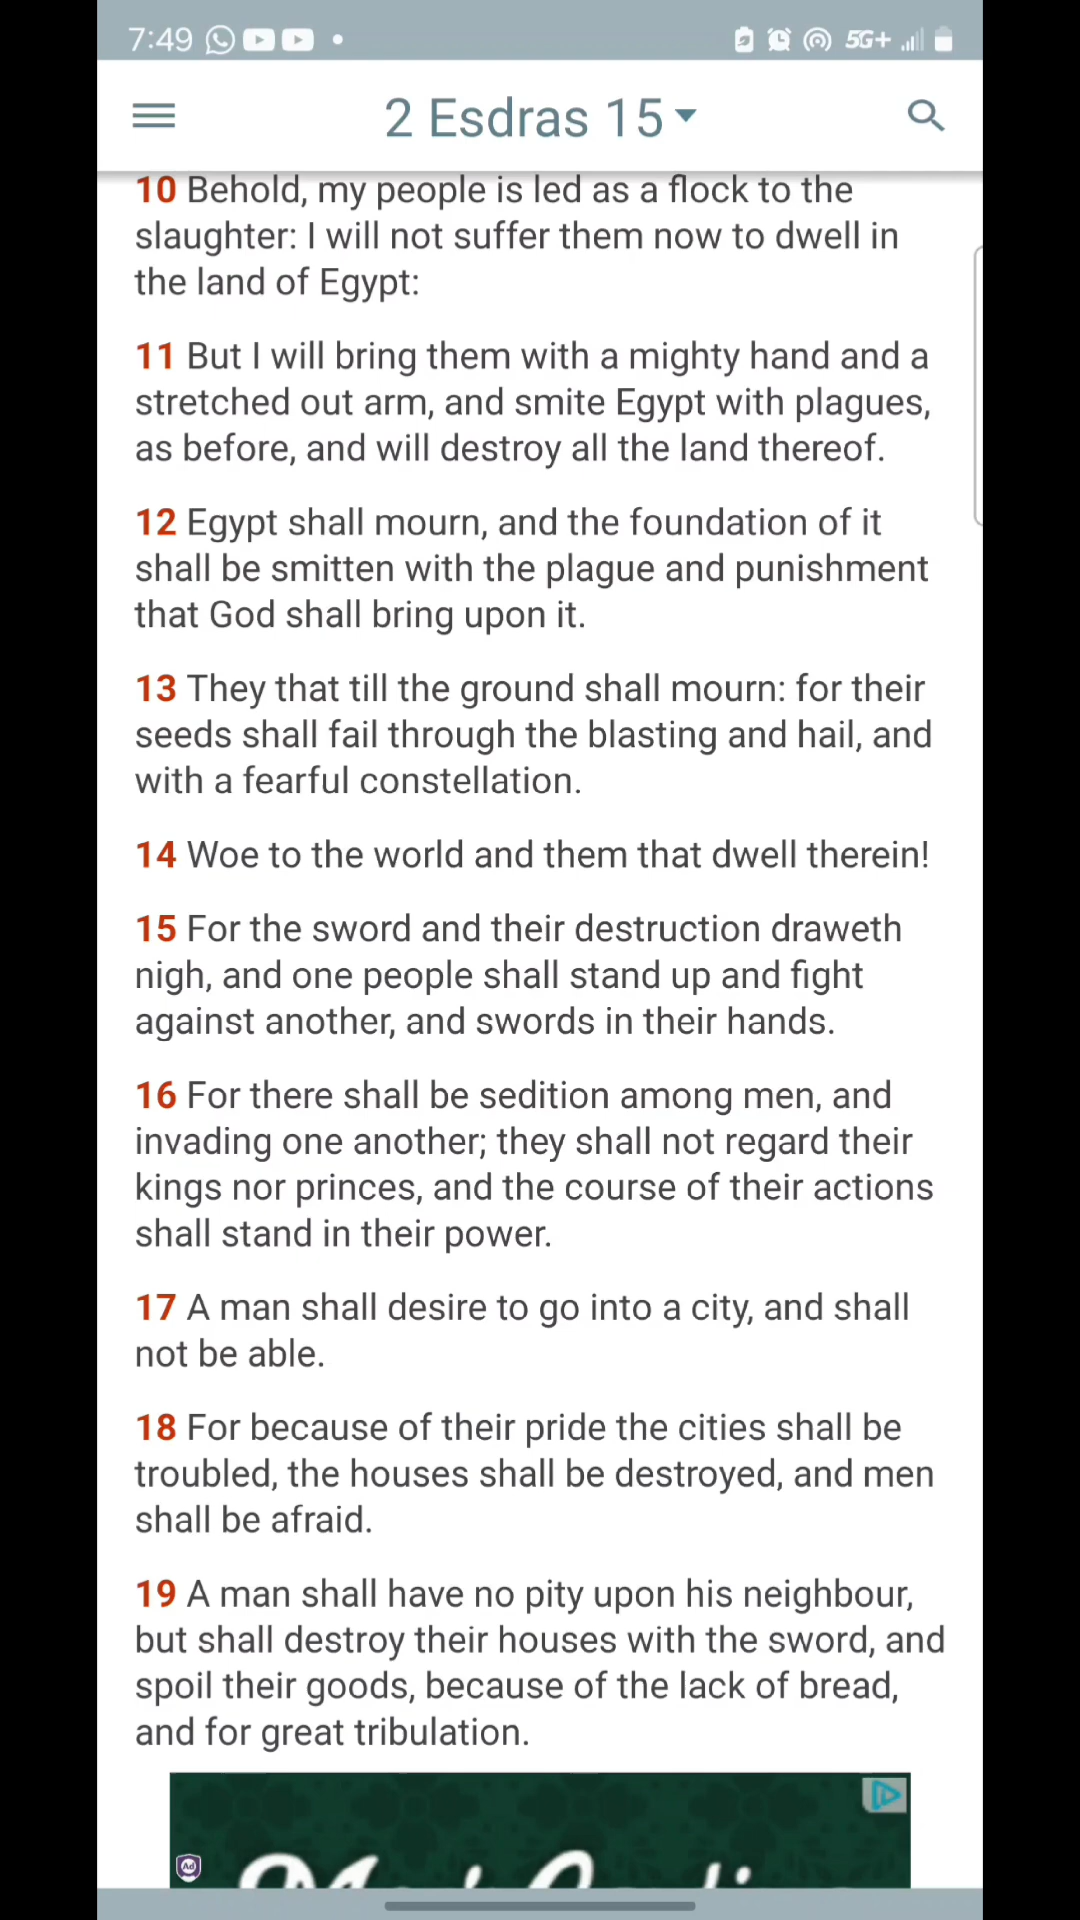 7:49 5G+
2 Esdras 15
10 Behold, my people is led as a flock to the
slaughter: I will not suffer them now to dwell in
the land of Egypt:
11 But I will bring them with a mighty hand and a
stretched out arm, and smite Egypt with plagues,
as before, and will destroy all the land thereof.
12 Egypt shall mourn, and the foundation of it
shall be smitten with the plague and punishment
that God shall bring upon it.
13 They that till the ground shall mourn: for their
seeds shall fail through the blasting and hail, and
with a fearful constellation.
14 Woe to the world and them that dwell therein!
15 For the sword and their destruction draweth
nigh, and one people shall stand up and fight
against another, and swords in their hands.
16 For there shall be sedition among men, and
invading one another; they shall not regard their
kings nor princes, and the course of their actions
shall stand in their power.
17 A man shall desire to go into a city, and shall
not be able.
18 For because of their pride the cities shall be
troubled, the houses shall be destroyed, and men
shall be afraid.
19 A man shall have no pity upon his neighbour,
but shall destroy their houses with the sword, and
spoil their goods, because of the lack of bread,
and for great tribulation.
Ad